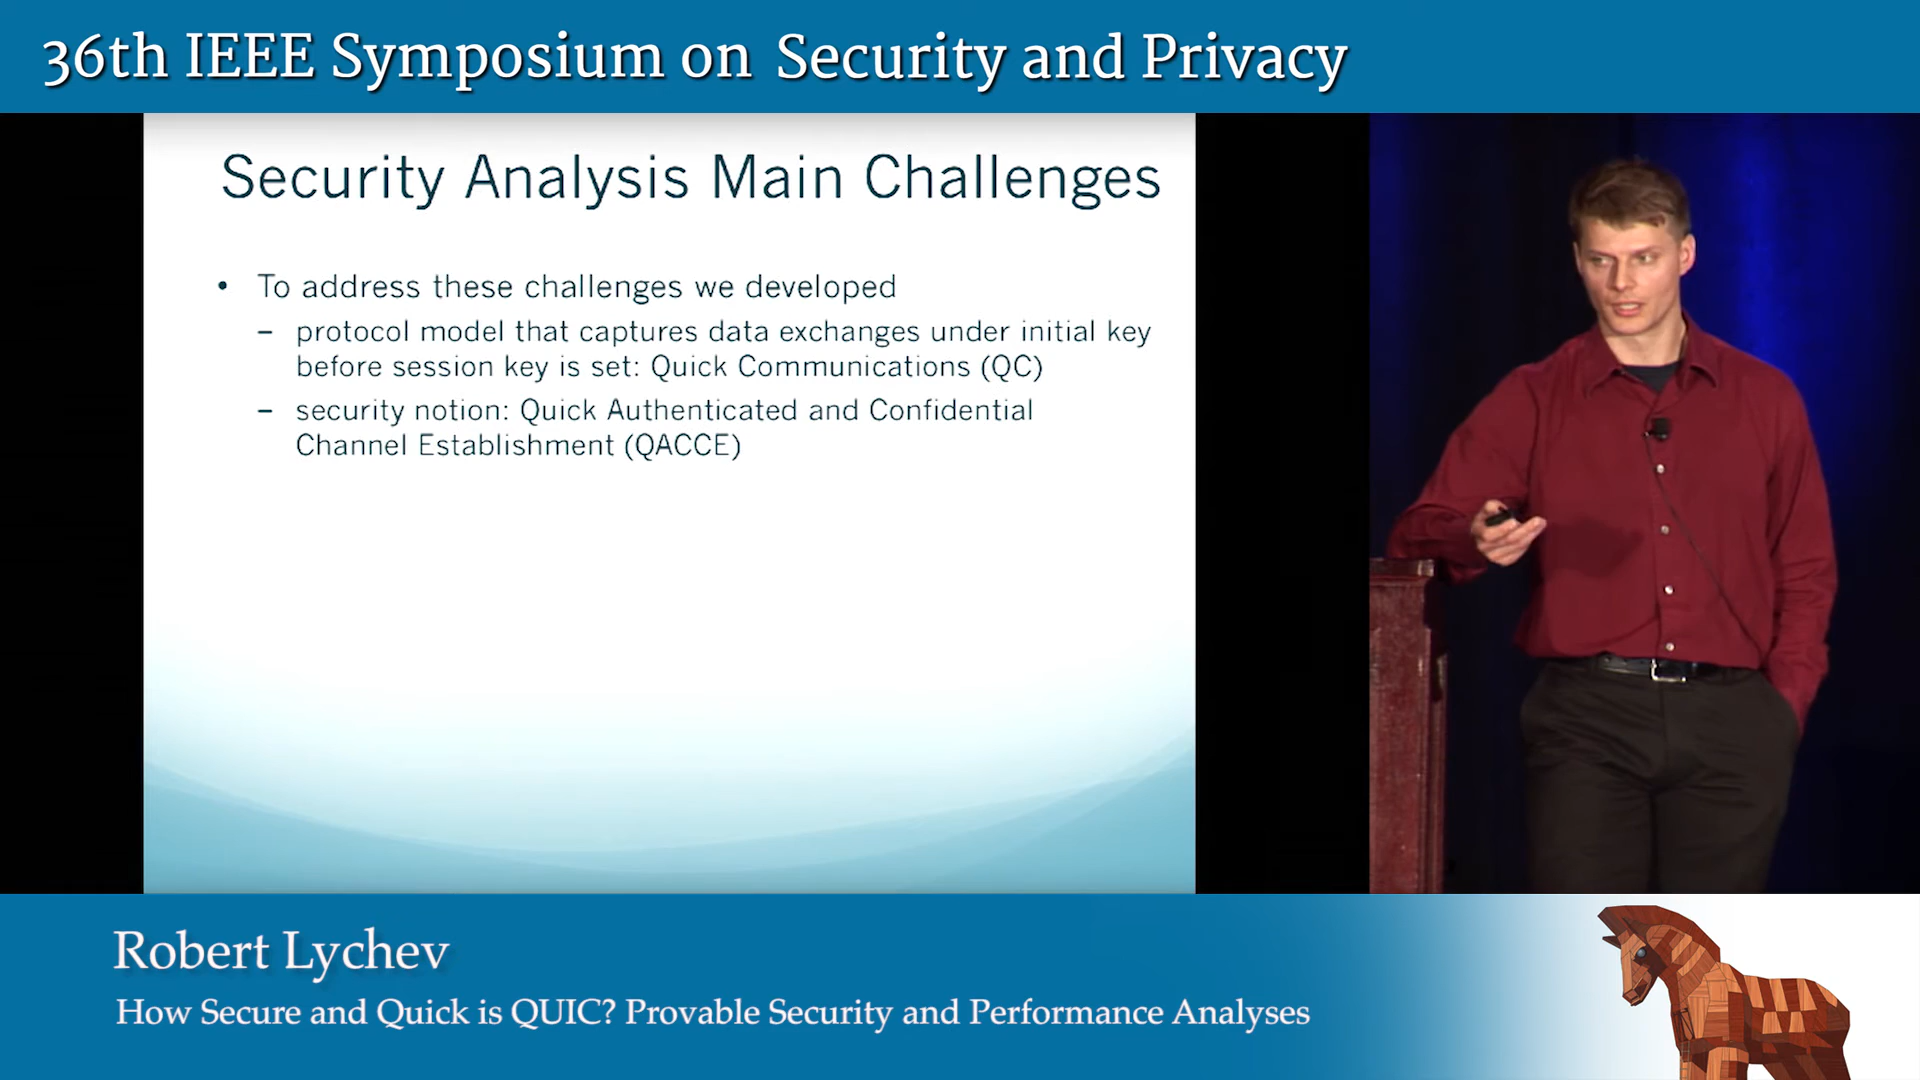 36th IEEE Symposium on Security and Privacy
Security Analysis Main Challenges
• To address these challenges we developed
– protocol model that captures data exchanges under initial key
before session key is set: Quick Communications (QC)
– security notion: Quick Authenticated and Confidential
Channel Establishment (QACCE)
Robert Lychev
How Secure and Quick is QUIC? Provable Security and Performance Analyses